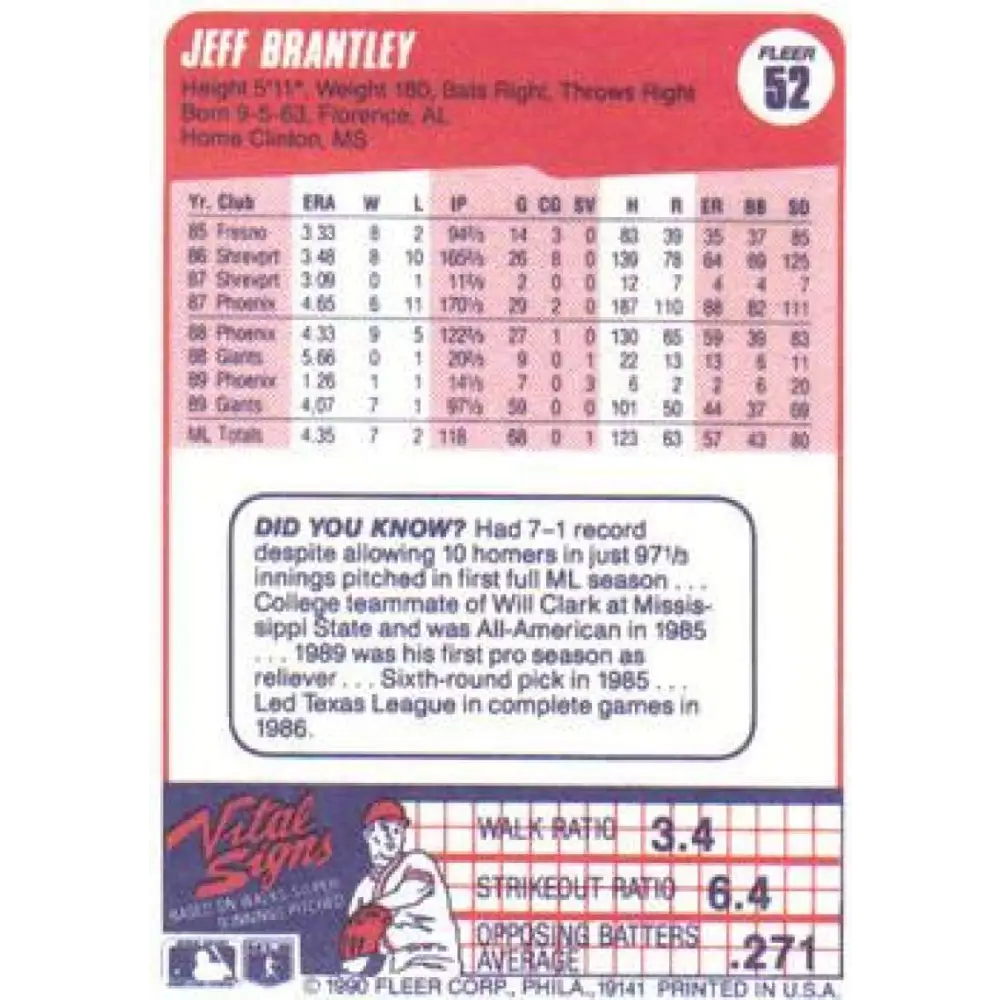 JEFF BRANTLEY
FLEER
52
Height 5'11", Weight 180, Bats Right, Throws Right
Born 9-5-63, Florence, AL
Home Clinton, MS
Yr. Club ERA W L IP G CG SV H R ER BB SO
85 Fresno 3.33 8 2 94⅔ 14 3 0 83 39 35 37 85
86 Shrevprt 3.48 8 10 165⅔ 26 8 0 139 78 64 69 125
87 Shrevprt 3.09 0 1 11⅔ 2 0 0 12 7 4 4 7
87 Phoenix 4.65 6 11 170⅓ 29 2 0 187 110 88 82 111
88 Phoenix 4.33 9 5 122⅔ 27 1 0 130 65 59 39 83
88 Giants 5.66 0 1 20⅔ 9 0 1 22 13 13 6 11
89 Phoenix 1.26 1 1 14⅓ 7 0 3 6 2 2 6 20
89 Giants 4.07 7 1 97⅓ 59 0 0 101 50 44 37 69
ML Totals 4.35 7 2 118 68 0 1 123 63 57 43 80
DID YOU KNOW? Had 7-1 record
despite allowing 10 homers in just 97⅓
innings pitched in first full ML season . . .
College teammate of Will Clark at Missis-
sippi State and was All-American in 1985
. . . 1989 was his first pro season as
reliever . . . Sixth-round pick in 1985 . . .
Led Texas League in complete games in
1986.
Vital
Signs
BASED ON WALKS, S.O. PER
9 INNINGS PITCHED
WALK RATIO 3.4
STRIKEOUT RATIO 6.4
OPPOSING BATTERS
AVERAGE .271
© 1990 FLEER CORP., PHILA., 19141 PRINTED IN U.S.A.